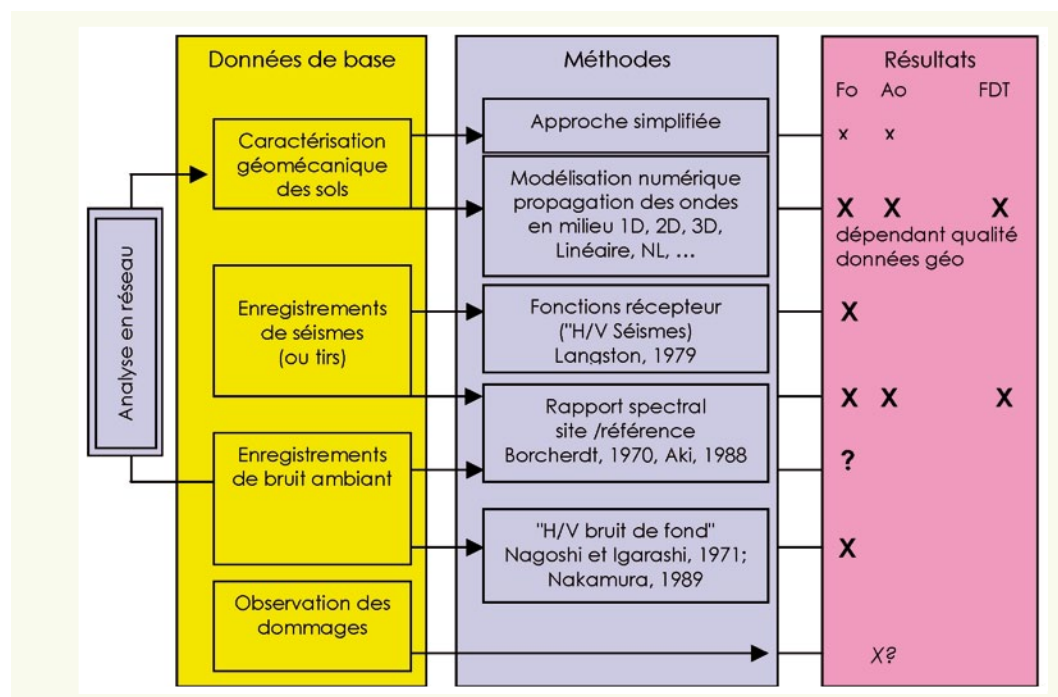 Données de base
Méthodes
Résultats
Fo Ao FDT
Analyse en réseau
Caractérisation
géomécanique
des sols
Enregistrements
de séismes
(ou tirs)
Enregistrements
de bruit ambiant
Observation des
dommages
Approche simplifiée
Modélisation numérique
propagation des ondes
en milieu 1D, 2D, 3D,
Linéaire, NL, ...
Fonctions récepteur
("H/V Séismes)
Langston, 1979
Rapport spectral
site /référence
Borcherdt, 1970, Aki, 1988
"H/V bruit de fond"
Nagoshi et Igarashi, 1971;
Nakamura, 1989
x x
X X X
dépendant qualité
données géo
X
X X X
?
X
X?